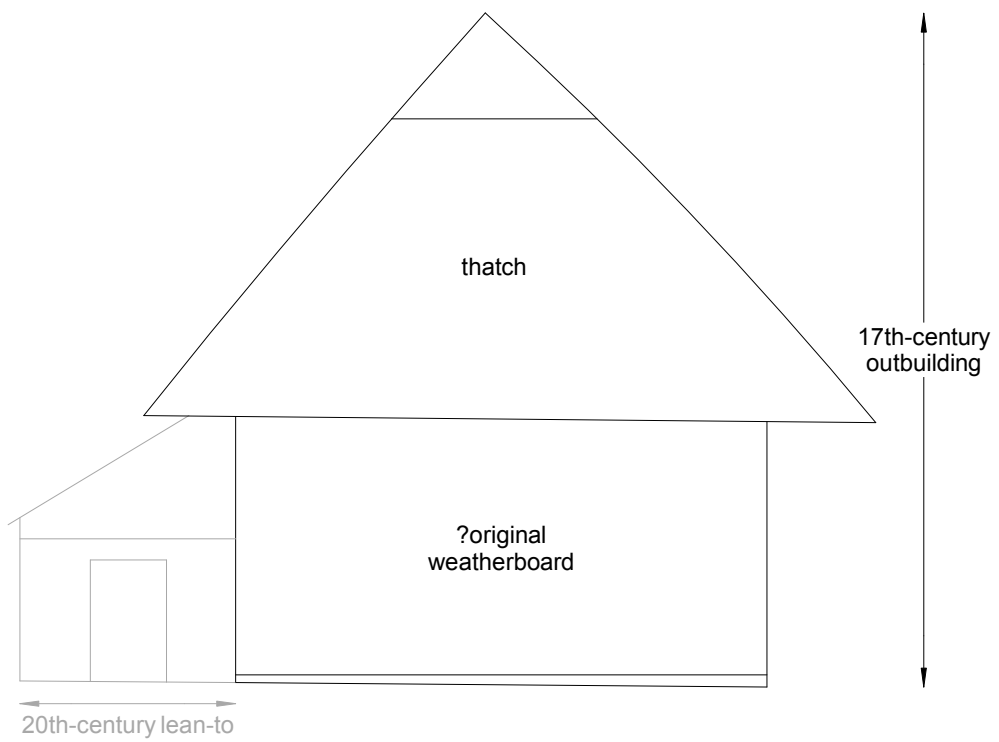 thatch
17th-century
outbuilding
?original
weatherboard
20th-century lean-to